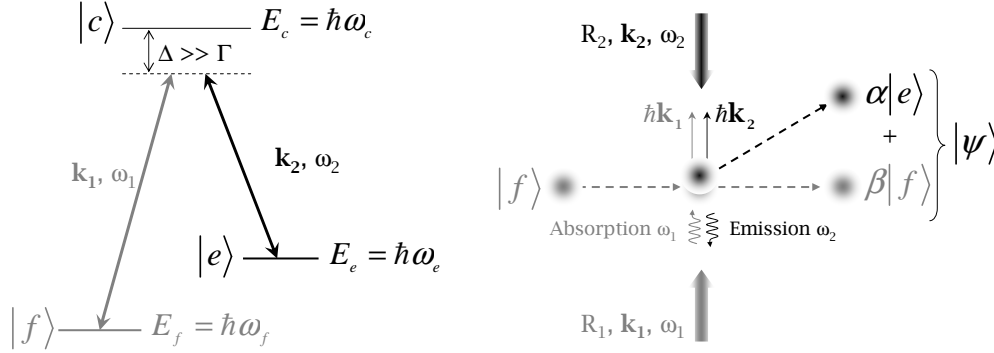 |c⟩ E_c = ħω_c
Δ >> Γ
k₁, ω₁
k₂, ω₂
|e⟩ E_e = ħω_e
|f⟩ E_f = ħω_f
R₂, k₂, ω₂
ħk₁ ħk₂
α|e⟩
+
β|f⟩
|ψ⟩
|f⟩
Absorption ω₁ Emission ω₂
R₁, k₁, ω₁